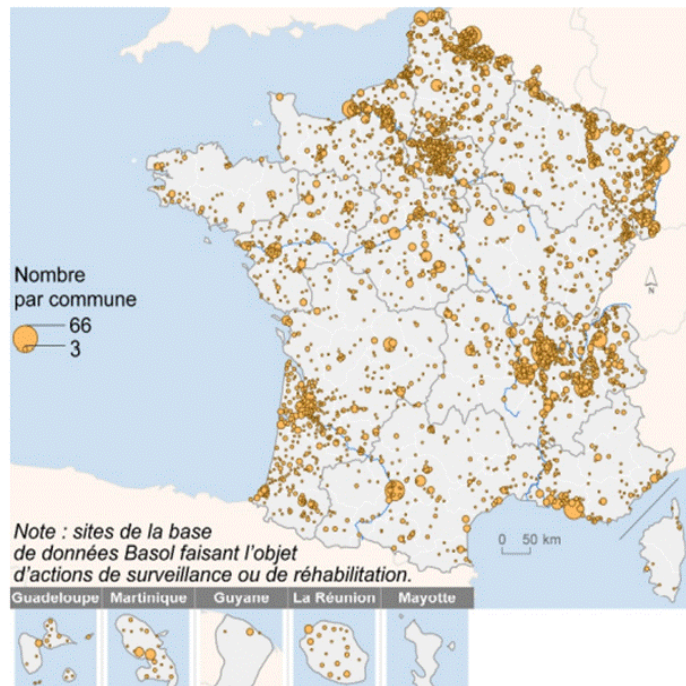 Nombre
par commune
66
3
N
0 50 km
Note : sites de la base
de données Basol faisant l'objet
d'actions de surveillance ou de réhabilitation.
Guadeloupe Martinique Guyane La Réunion Mayotte